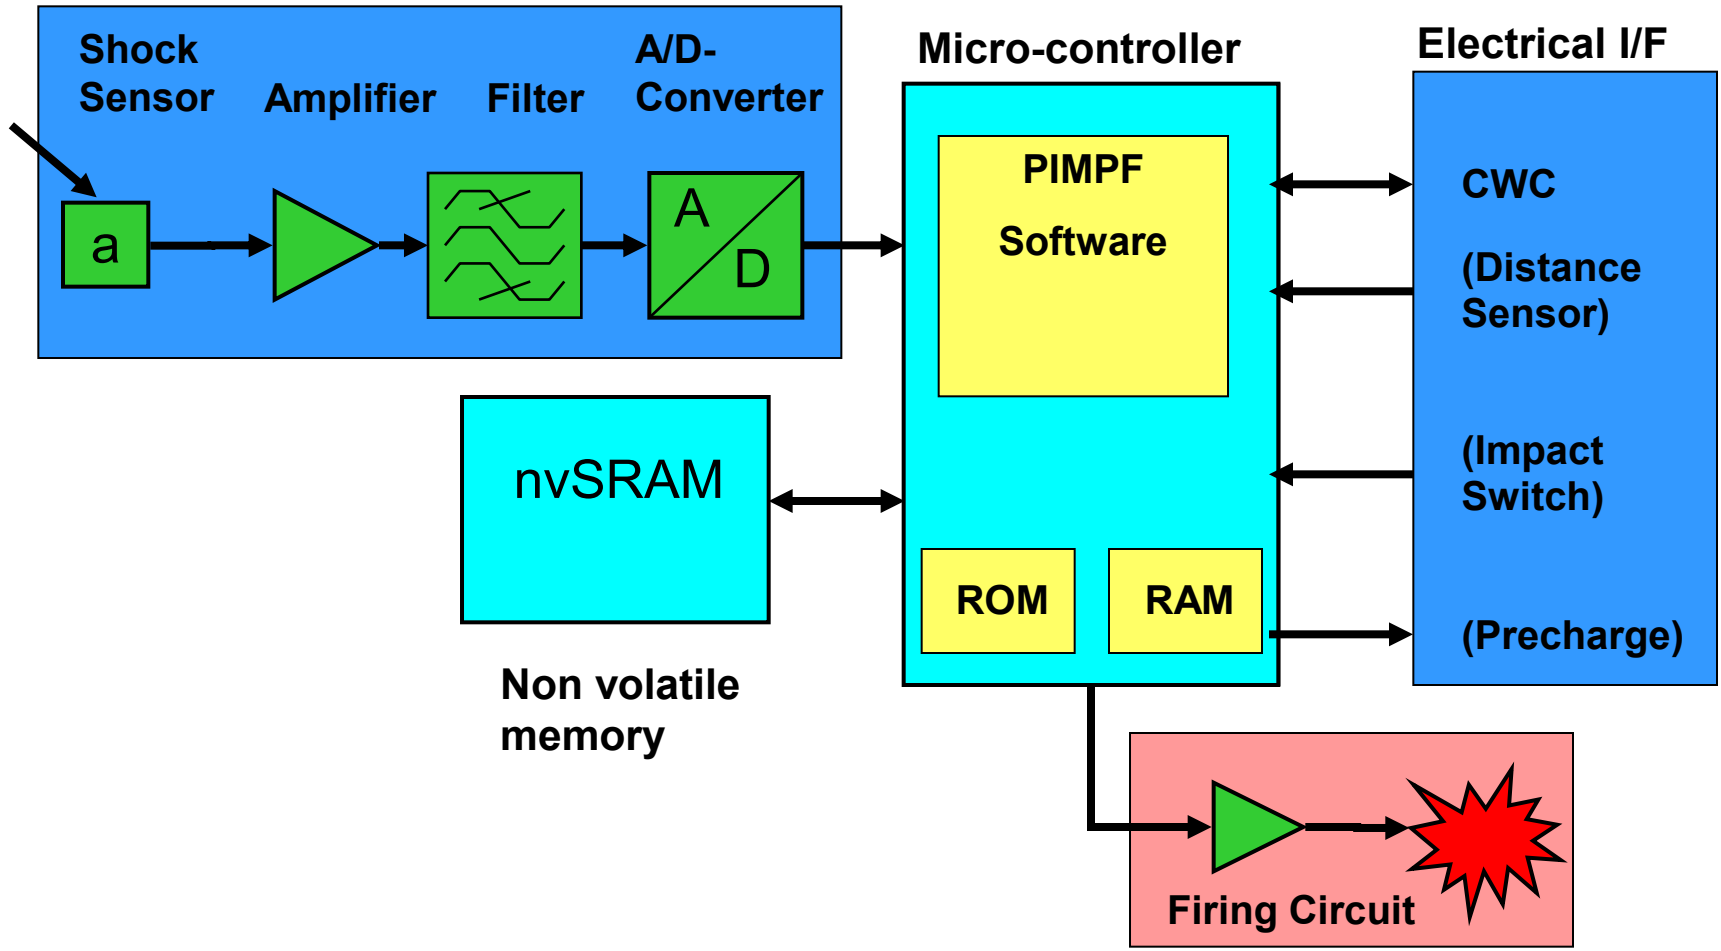 Shock
Sensor
Amplifier
Filter
A/D-
Converter
a
A
D
Micro-controller
PIMPF
Software
ROM
RAM
Electrical I/F
CWC
(Distance
Sensor)
(Impact
Switch)
(Precharge)
nvSRAM
Non volatile
memory
Firing Circuit